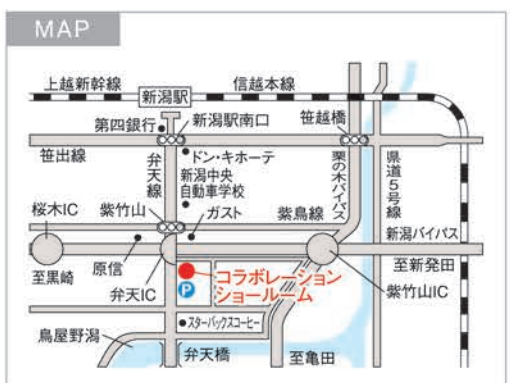 MAP
上越新幹線
信越本線
新潟駅
第四銀行
新潟駅南口
笹越橋
笹出線
弁天線
ドン・キホーテ
新潟中央
自動車学校
栗の木バイパス
県道5号線
桜木IC
紫竹山
ガスト
紫鳥線
新潟バイパス
至黒崎
原信
弁天IC
P
コラボレーション
ショールーム
至新発田
紫竹山IC
鳥屋野潟
スターバックスコーヒー
弁天橋
至亀田